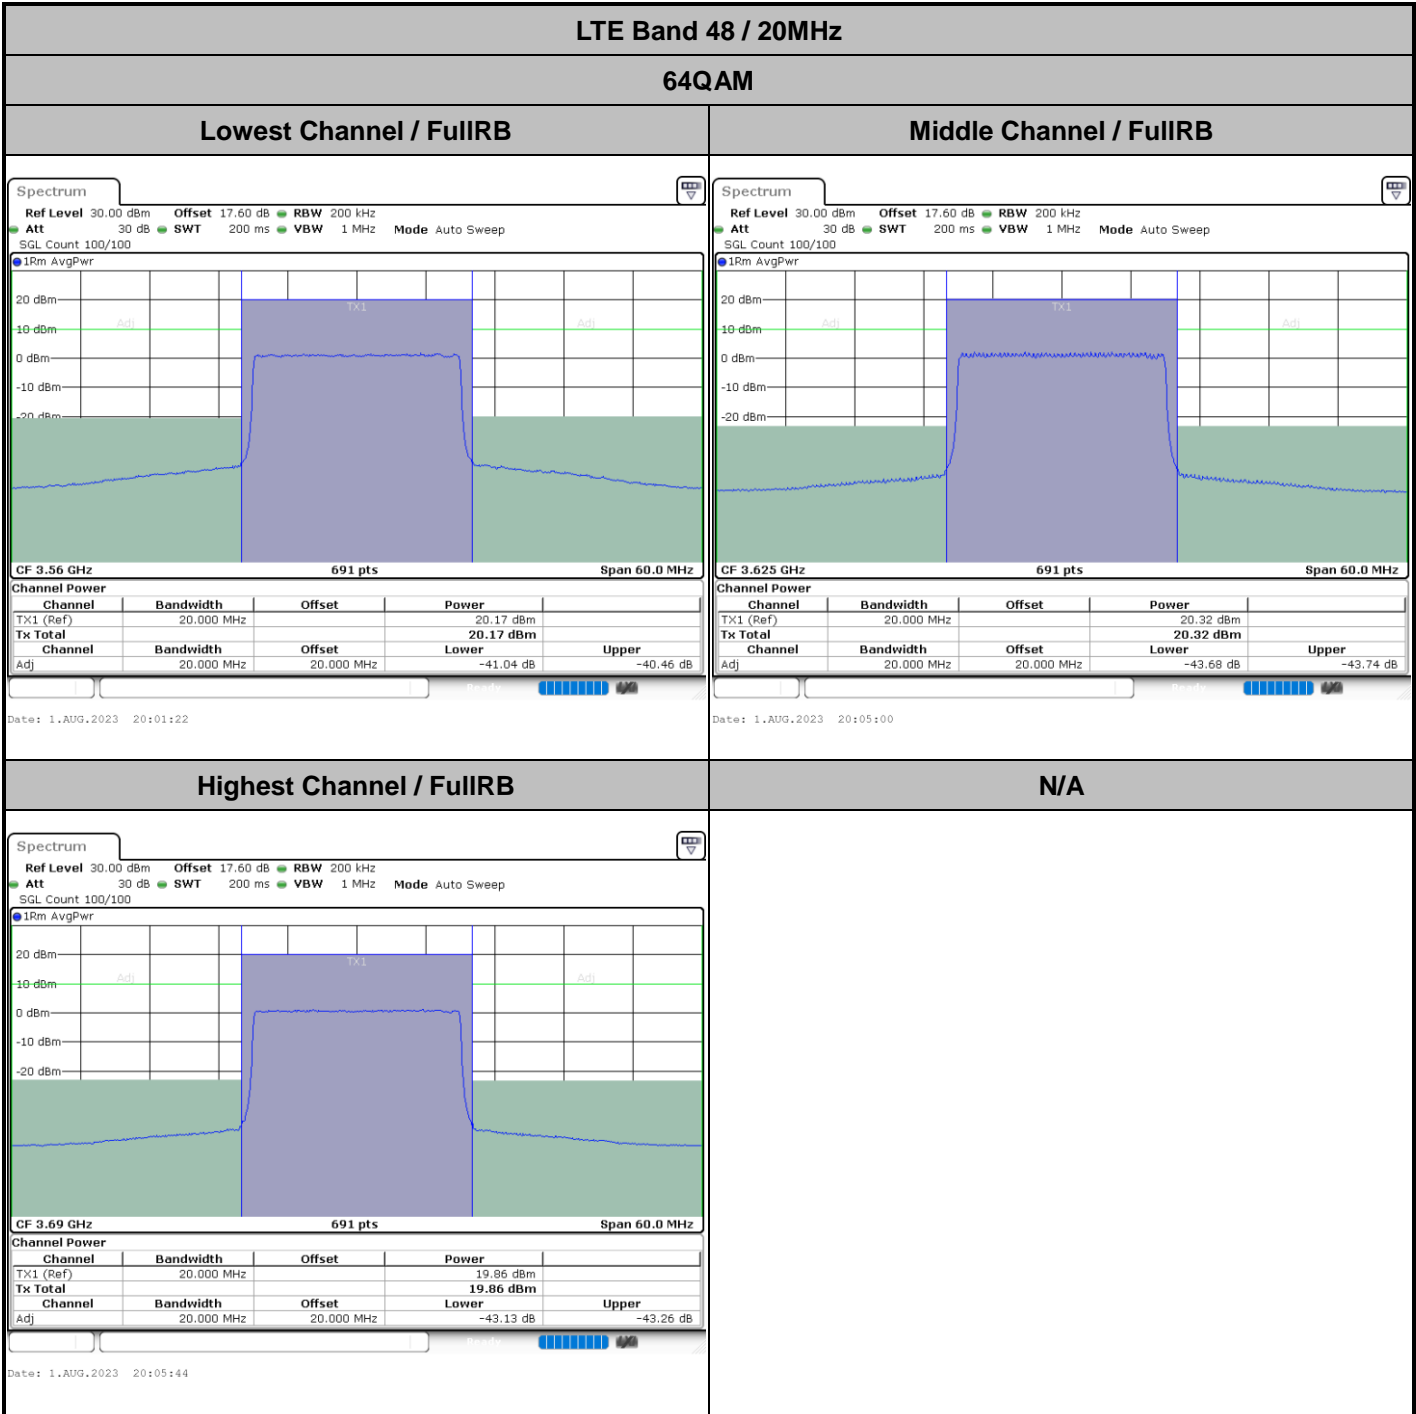 LTE Band 48 / 20MHz
64QAM
Lowest Channel / FullRB
Middle Channel / FullRB
Spectrum
Ref Level 30.00 dBm Offset 17.60 dB RBW 200 kHz
Att 30 dB SWT 200 ms VBW 1 MHz Mode Auto Sweep
SGL Count 100/100
1Rm AvgPwr
TX1
20 dBm
Adj
Adj
10 dBm
0 dBm
-10 dBm
-20 dBm
CF 3.56 GHz 691 pts Span 60.0 MHz
Channel Power
Channel Bandwidth Offset Power
TX1 (Ref) 20.000 MHz 20.17 dBm
Tx Total 20.17 dBm
Channel Bandwidth Offset Lower Upper
Adj 20.000 MHz 20.000 MHz -41.04 dB -40.46 dB
Ready
Date: 1.AUG.2023 20:01:22
Spectrum
Ref Level 30.00 dBm Offset 17.60 dB RBW 200 kHz
Att 30 dB SWT 200 ms VBW 1 MHz Mode Auto Sweep
SGL Count 100/100
1Rm AvgPwr
TX1
20 dBm
Adj
Adj
10 dBm
0 dBm
-10 dBm
-20 dBm
CF 3.625 GHz 691 pts Span 60.0 MHz
Channel Power
Channel Bandwidth Offset Power
TX1 (Ref) 20.000 MHz 20.32 dBm
Tx Total 20.32 dBm
Channel Bandwidth Offset Lower Upper
Adj 20.000 MHz 20.000 MHz -43.68 dB -43.74 dB
Ready
Date: 1.AUG.2023 20:05:00
Highest Channel / FullRB
N/A
Spectrum
Ref Level 30.00 dBm Offset 17.60 dB RBW 200 kHz
Att 30 dB SWT 200 ms VBW 1 MHz Mode Auto Sweep
SGL Count 100/100
1Rm AvgPwr
TX1
20 dBm
Adj
Adj
10 dBm
0 dBm
-10 dBm
-20 dBm
CF 3.69 GHz 691 pts Span 60.0 MHz
Channel Power
Channel Bandwidth Offset Power
TX1 (Ref) 20.000 MHz 19.86 dBm
Tx Total 19.86 dBm
Channel Bandwidth Offset Lower Upper
Adj 20.000 MHz 20.000 MHz -43.13 dB -43.26 dB
Ready
Date: 1.AUG.2023 20:05:44